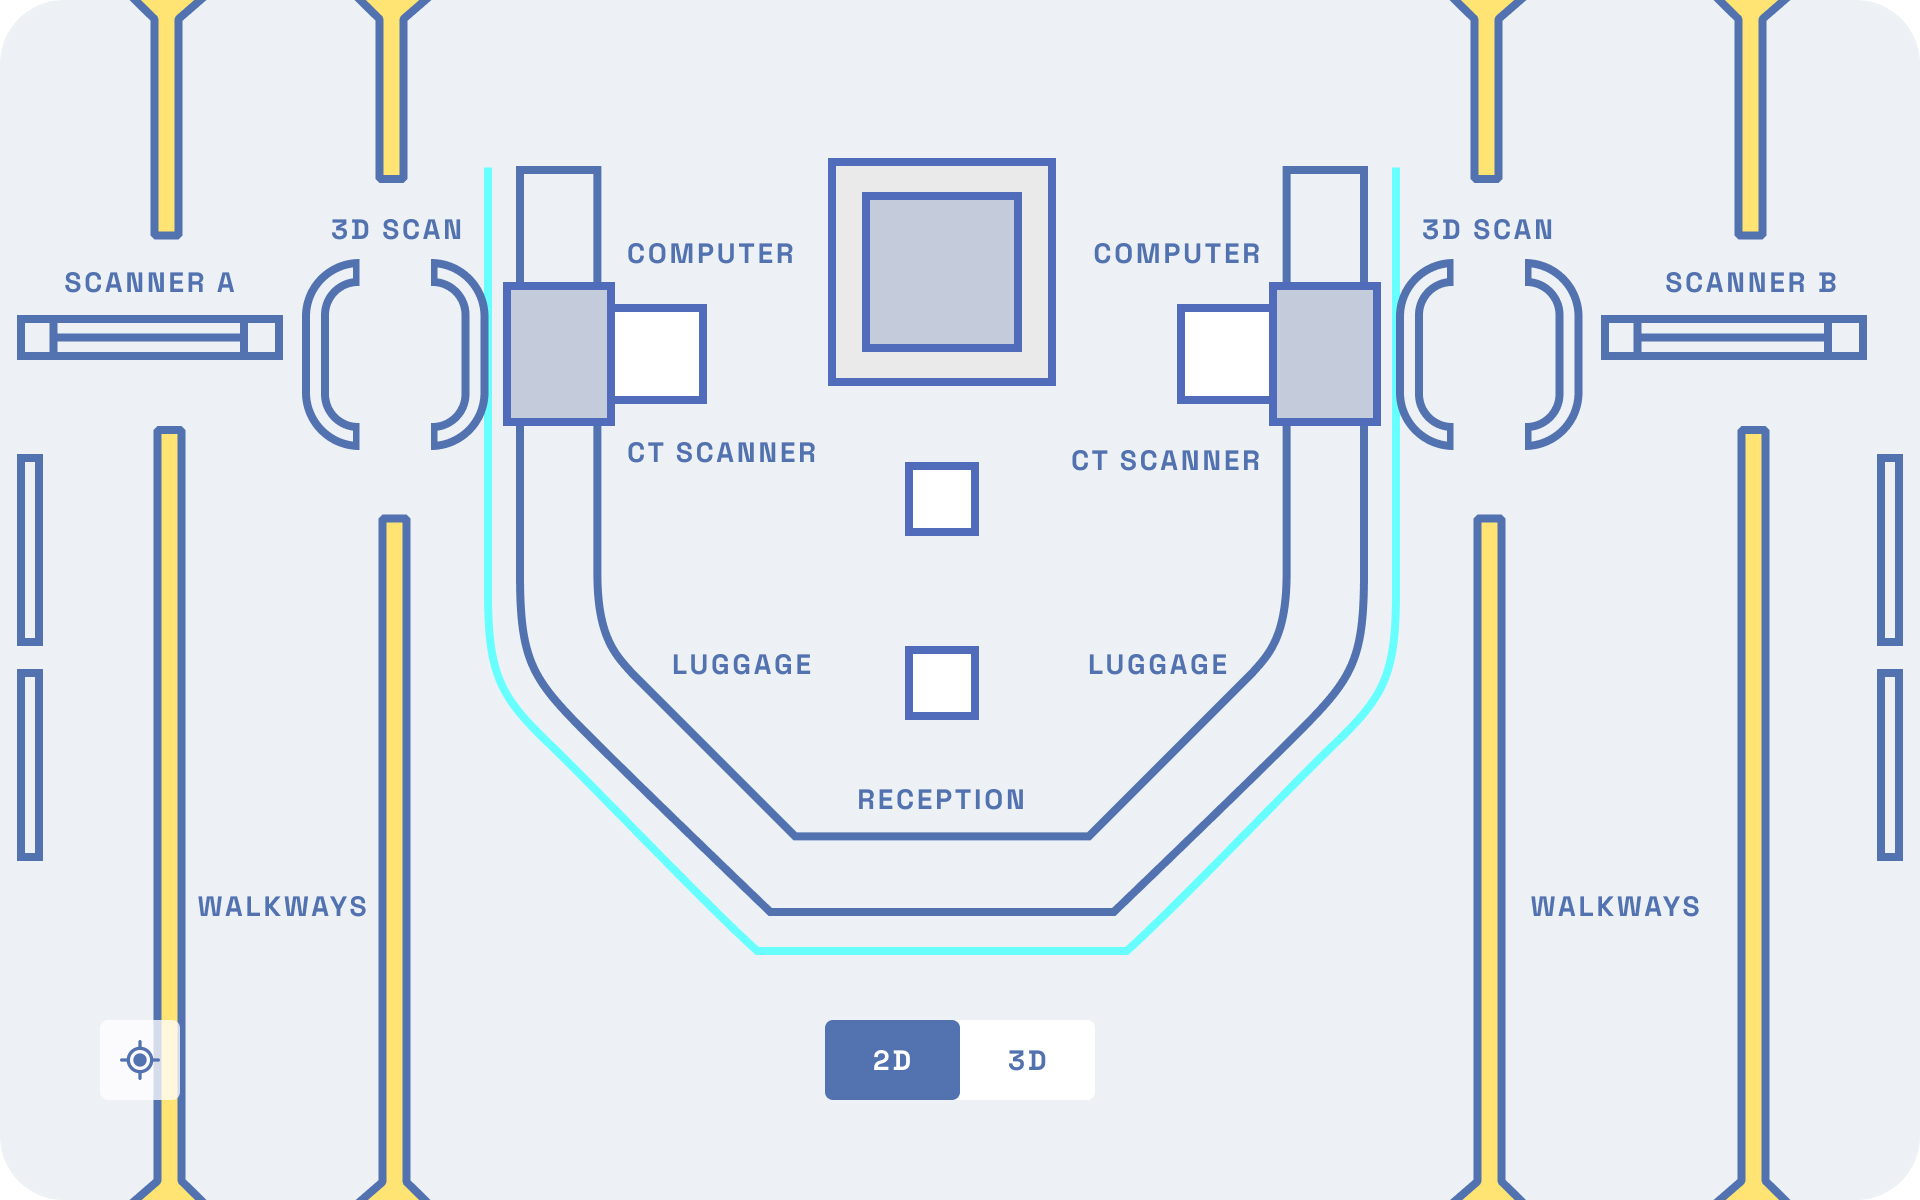 3D SCAN
3D SCAN
COMPUTER
COMPUTER
SCANNER A
SCANNER B
CT SCANNER
CT SCANNER
LUGGAGE
LUGGAGE
RECEPTION
WALKWAYS
WALKWAYS
2D
3D